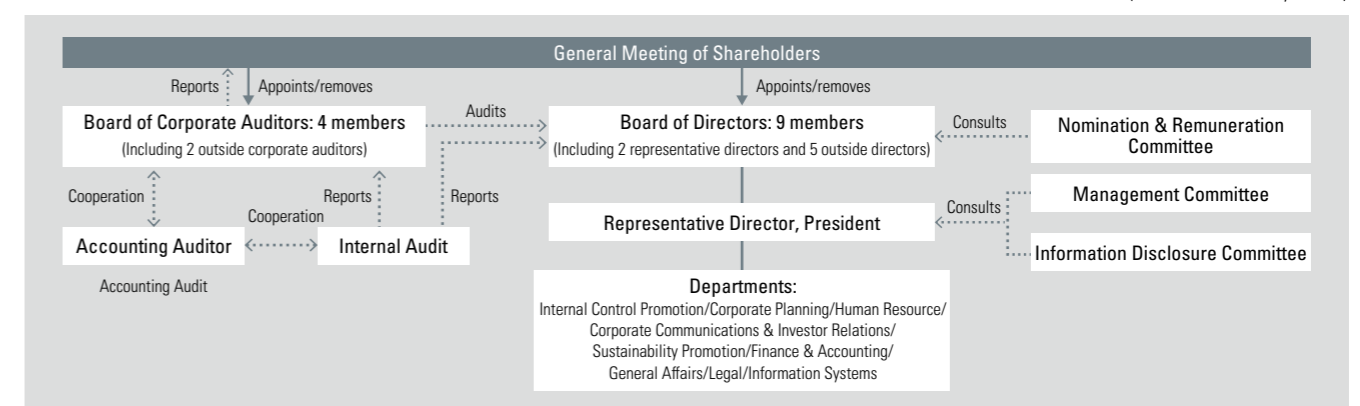 General Meeting of Shareholders
Reports
Appoints/removes
Appoints/removes
Board of Corporate Auditors: 4 members
(Including 2 outside corporate auditors)
Audits
Board of Directors: 9 members
(Including 2 representative directors and 5 outside directors)
Consults
Nomination & Remuneration
Committee
Cooperation
Reports
Reports
Cooperation
Accounting Auditor
Internal Audit
Accounting Audit
Representative Director, President
Consults
Management Committee
Information Disclosure Committee
Departments:
Internal Control Promotion/Corporate Planning/Human Resource/
Corporate Communications & Investor Relations/
Sustainability Promotion/Finance & Accounting/
General Affairs/Legal/Information Systems